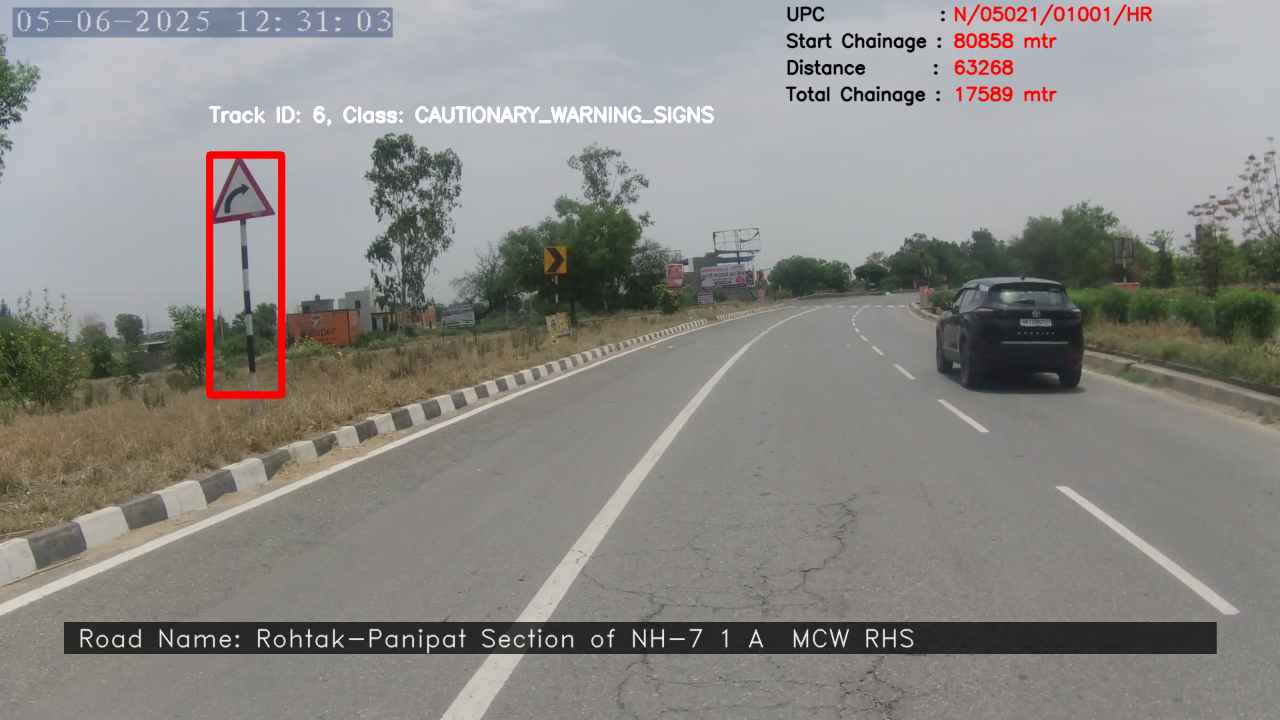 05-06-2025 12:31:03
UPC : N/05021/01001/HR
Start Chainage : 80858 mtr
Distance : 63268
Total Chainage : 17589 mtr
Track ID: 6, Class: CAUTIONARY_WARNING_SIGNS
Road Name: Rohtak-Panipat Section of NH-7 1 A MCW RHS